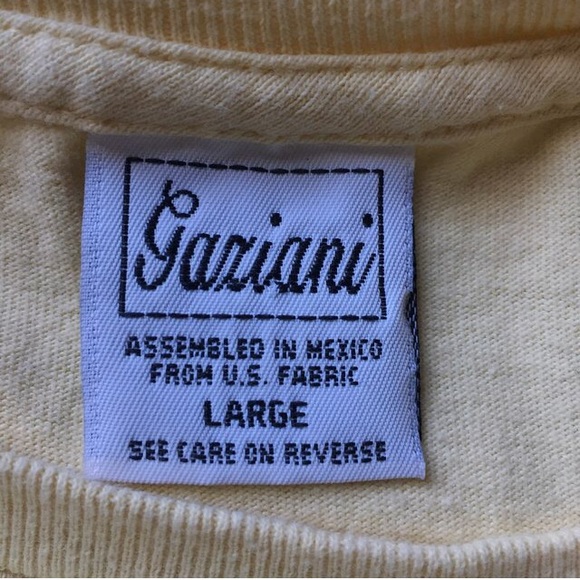 Gaziani
ASSEMBLED IN MEXICO
FROM U.S. FABRIC
LARGE
SEE CARE ON REVERSE